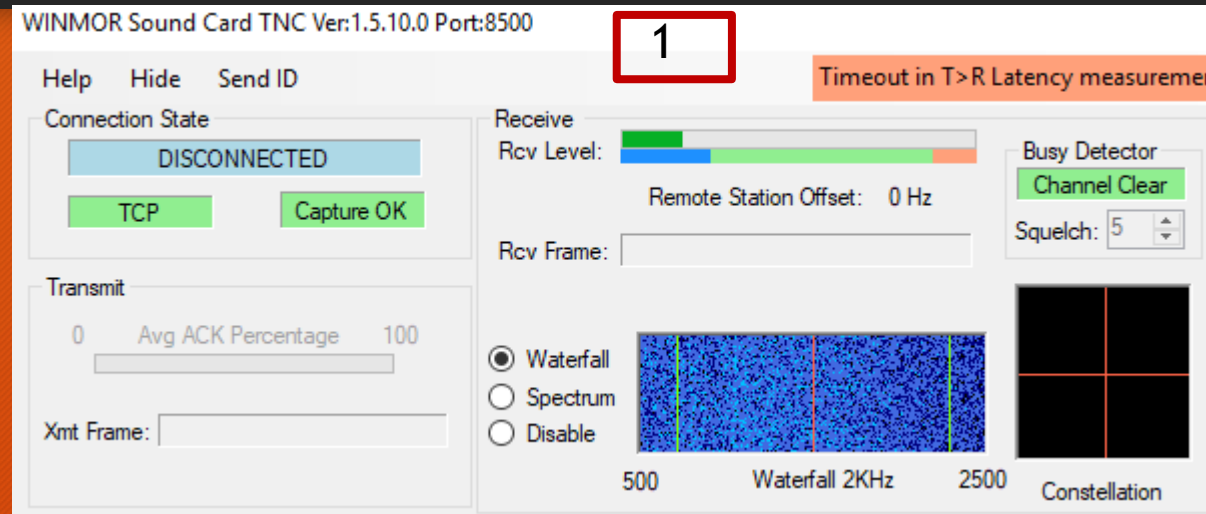 WINMOR Sound Card TNC Ver:1.5.10.0 Port:8500
1
Help Hide Send ID
Timeout in T>R Latency
Connection State
DISCONNECTED
TCP Capture OK
Receive
Rcv Level:
Remote Station Offset: 0 Hz
Rcv Frame:
Busy Detector
Channel Clear
Squelch: 5
Transmit
0 Avg ACK Percentage 100
Xmt Frame:
Waterfall
Spectrum
Disable
500 Waterfall 2KHz 2500
Constellation